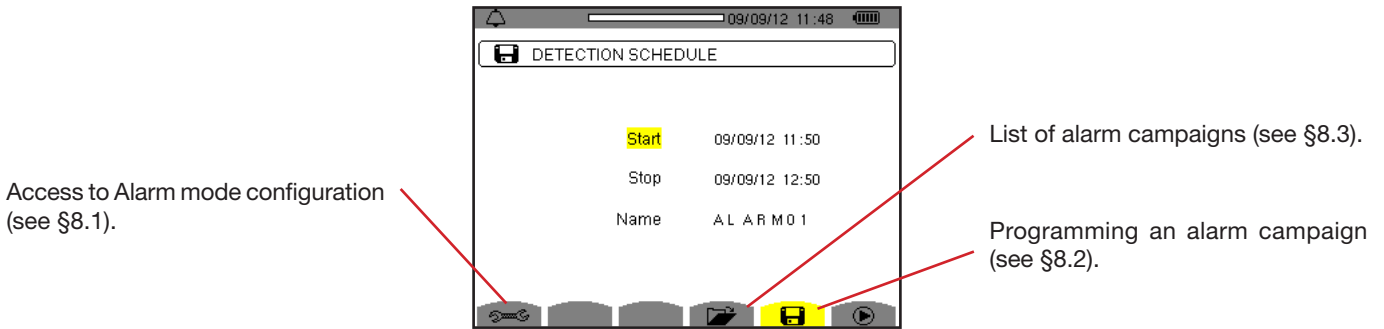 09/09/12 11:48
DETECTION SCHEDULE
Start 09/09/12 11:50
Stop 09/09/12 12:50
Name ALARM01
Access to Alarm mode configuration
(see §8.1).
List of alarm campaigns (see §8.3).
Programming an alarm campaign
(see §8.2).